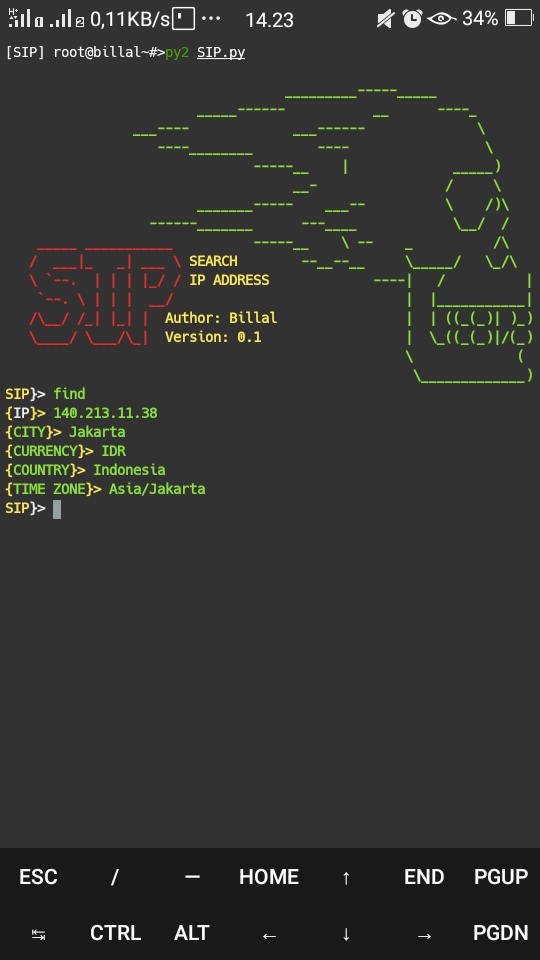 0,11KB/s 14.23 34%
[SIP] root@billal~#>py2 SIP.py
SEARCH
IP ADDRESS
Author: Billal
Version: 0.1
SIP}> find
{IP}> 140.213.11.38
{CITY}> Jakarta
{CURRENCY}> IDR
{COUNTRY}> Indonesia
{TIME ZONE}> Asia/Jakarta
SIP}>
ESC / — HOME ↑ END PGUP
↹ CTRL ALT ← ↓ → PGDN